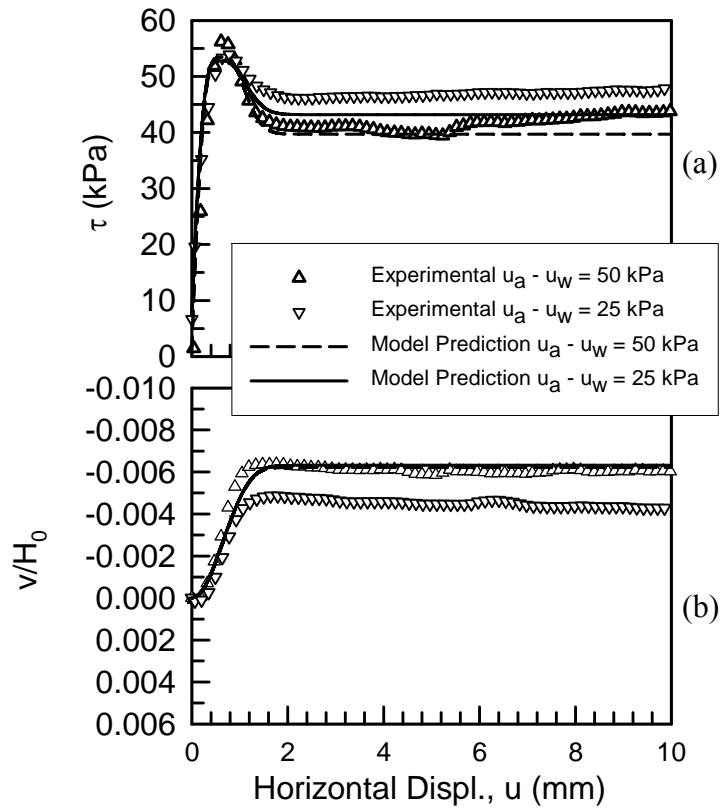 60
50
40
30
20
10
0
τ (kPa)
(a)
Experimental u_a - u_w = 50 kPa
Experimental u_a - u_w = 25 kPa
Model Prediction u_a - u_w = 50 kPa
Model Prediction u_a - u_w = 25 kPa
-0.010
-0.008
-0.006
-0.004
-0.002
0.000
0.002
0.004
0.006
v/H_0
(b)
0 2 4 6 8 10
Horizontal Displ., u (mm)